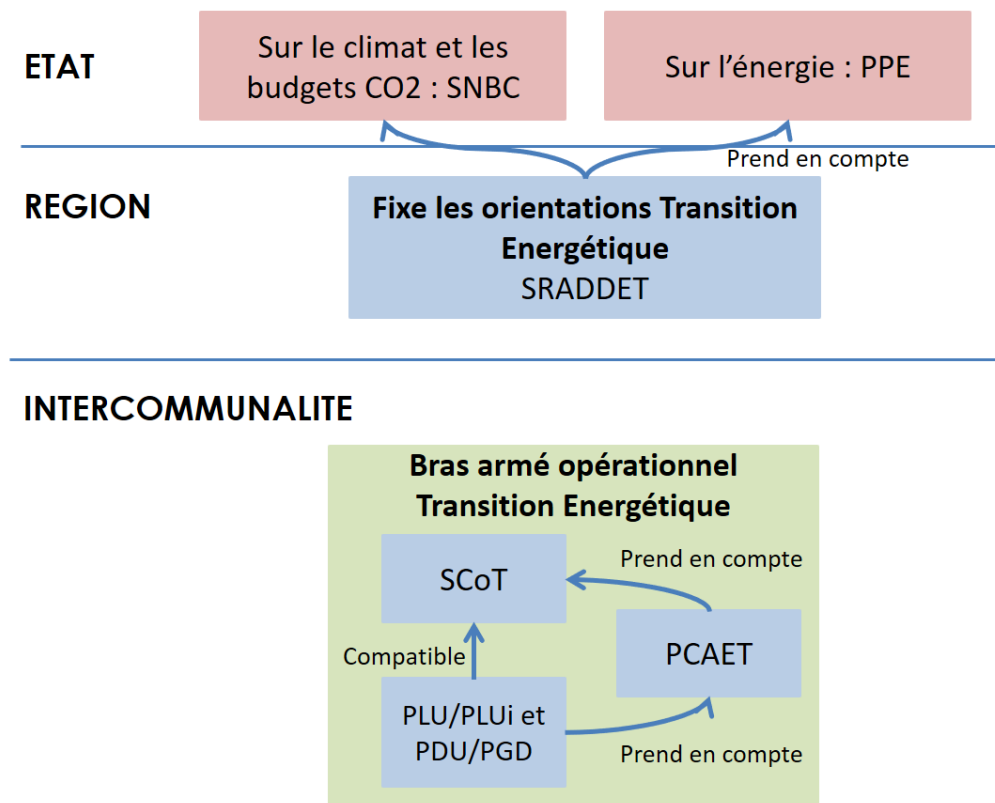 ETAT
Sur le climat et les
budgets CO2 : SNBC
Sur l'énergie : PPE
Prend en compte
REGION
Fixe les orientations Transition
Energétique
SRADDET
INTERCOMMUNALITE
Bras armé opérationnel
Transition Energétique
SCoT
Prend en compte
Compatible
PCAET
PLU/PLUi et
PDU/PGD
Prend en compte